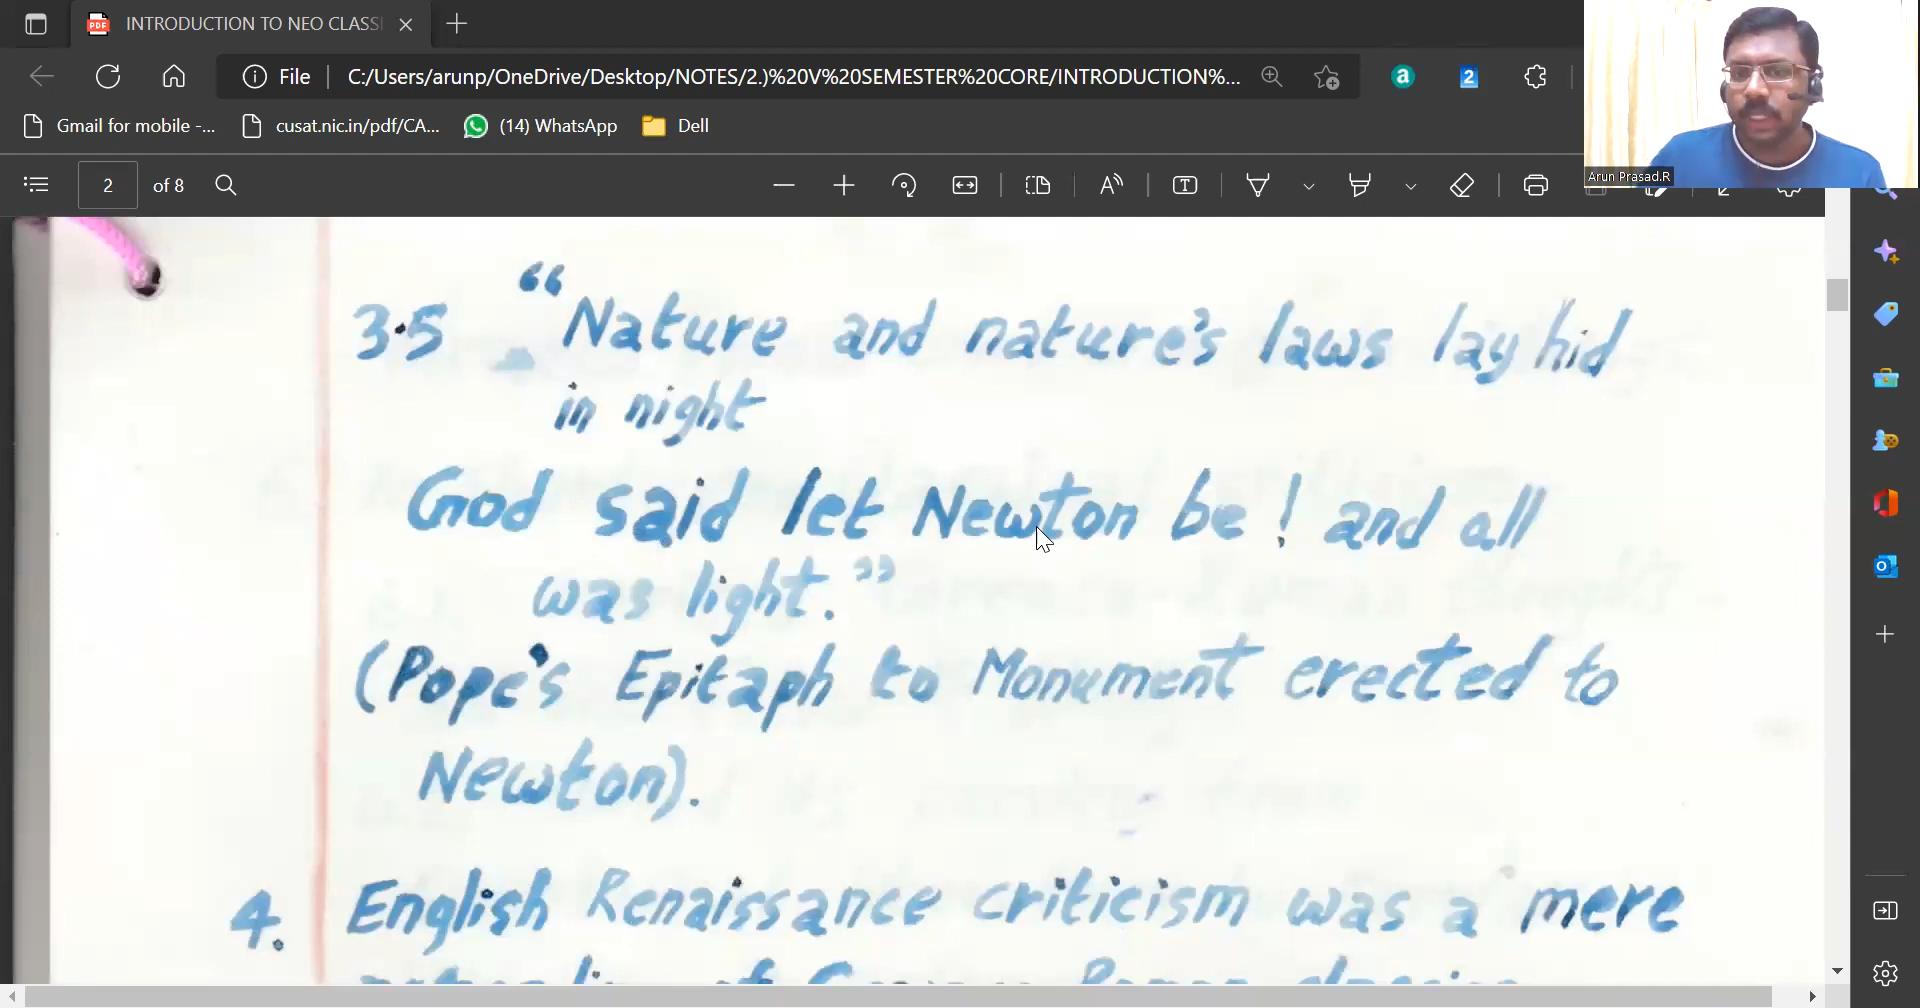 INTRODUCTION TO NEO CLASSI
File
C:/Users/arunp/OneDrive/Desktop/NOTES/2.)%20V%20SEMESTER%20CORE/INTRODUCTION%...
Gmail for mobile -...
cusat.nic.in/pdf/CA...
(14) WhatsApp
Dell
Arun Prasad.R
2 of 8
3.5 "Nature and nature's laws lay hid
in night
God said let Newton be! and all
was light."
(Pope's Epitaph to Monument erected to
Newton).
4. English Renaissance criticism was a mere